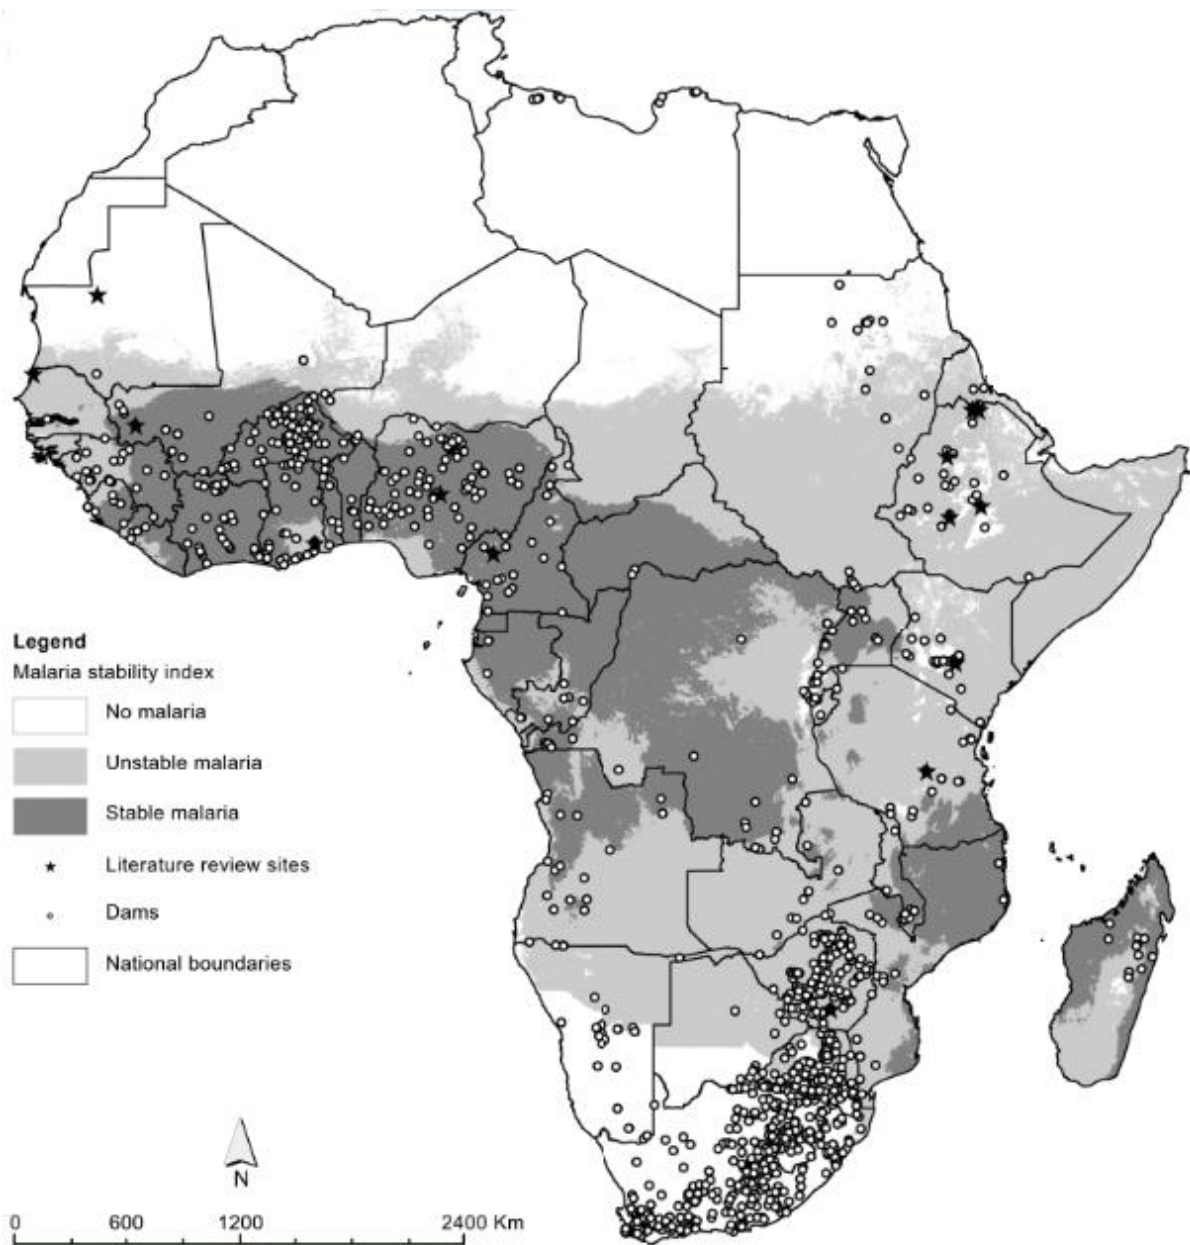 Legend
Malaria stability index
No malaria
Unstable malaria
Stable malaria
Literature review sites
Dams
National boundaries
N
0 600 1200 2400 Km